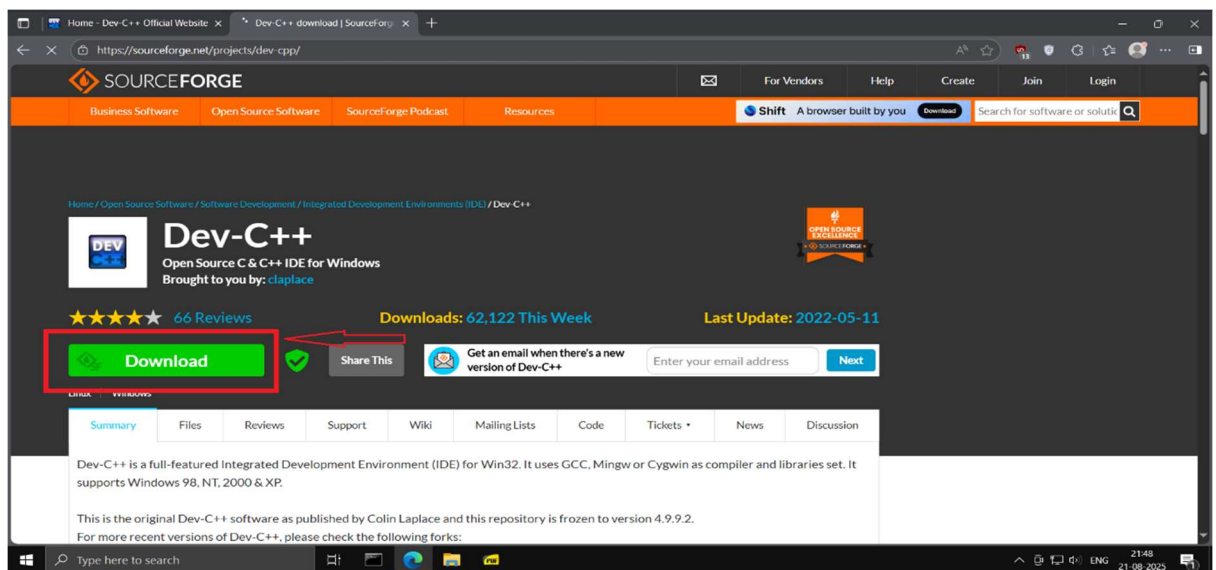 Home - Dev-C++ Official Website
Dev-C++ download | SourceForg
https://sourceforge.net/projects/dev-cpp/
11
SOURCEFORGE
For Vendors
Help
Create
Join
Login
Business Software
Open Source Software
SourceForge Podcast
Resources
Shift A browser built by you Download
Search for software or solutic
Home / Open Source Software / Software Development / Integrated Development Environments (IDE) / Dev-C++
DEV
C++
Dev-C++
Open Source C & C++ IDE for Windows
Brought to you by: claplace
OPEN SOURCE
EXCELLENCE
SOURCEFORGE
66 Reviews
Downloads: 62,122 This Week
Last Update: 2022-05-11
Download
Share This
Get an email when there's a new
version of Dev-C++
Enter your email address
Next
Linux Windows
Summary
Files
Reviews
Support
Wiki
Mailing Lists
Code
Tickets
News
Discussion
Dev-C++ is a full-featured Integrated Development Environment (IDE) for Win32. It uses GCC, Mingw or Cygwin as compiler and libraries set. It
supports Windows 98, NT, 2000 & XP.
This is the original Dev-C++ software as published by Colin Laplace and this repository is frozen to version 4.9.9.2.
For more recent versions of Dev-C++, please check the following forks:
Type here to search
ENG
21:48
21-08-2025